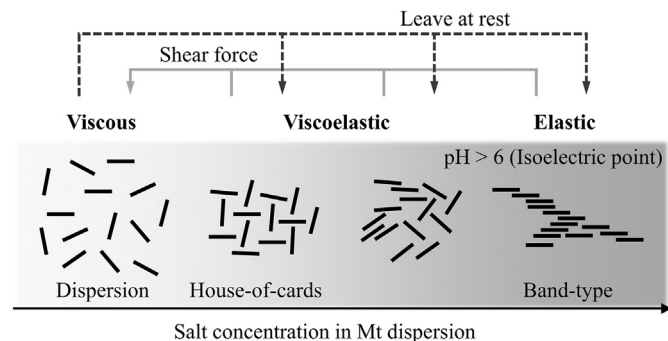 Leave at rest
Shear force
Viscous
Viscoelastic
Elastic
pH > 6 (Isoelectric point)
Dispersion
House-of-cards
Band-type
Salt concentration in Mt dispersion